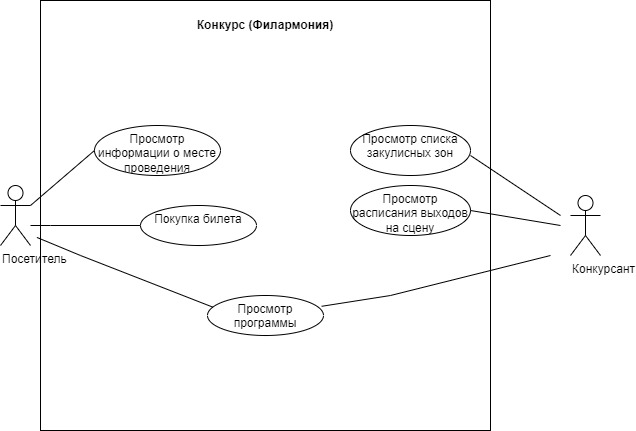 Конкурс (Филармония)
Просмотр
информации о месте
проведения
Просмотр списка
закулисных зон
Просмотр
расписания выходов
на сцену
Покупка билета
Посетитель
Конкурсант
Просмотр
программы